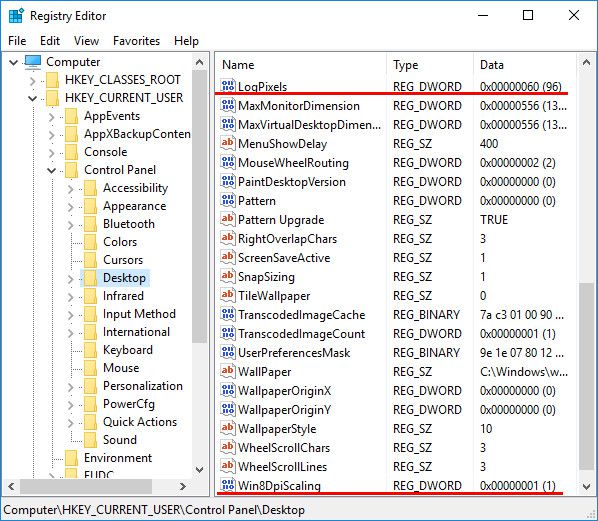 Registry Editor
File Edit View Favorites Help
Computer
HKEY_CLASSES_ROOT
HKEY_CURRENT_USER
AppEvents
AppXBackupConten
Console
Control Panel
Accessibility
Appearance
Bluetooth
Colors
Cursors
Desktop
Infrared
Input Method
International
Keyboard
Mouse
Personalization
PowerCfg
Quick Actions
Sound
Environment
EUDC
Name Type Data
LogPixels REG_DWORD 0x00000060 (96)
MaxMonitorDimension REG_DWORD 0x00000556 (13...
MaxVirtualDesktopDimen... REG_DWORD 0x00000556 (13...
MenuShowDelay REG_SZ 400
MouseWheelRouting REG_DWORD 0x00000002 (2)
PaintDesktopVersion REG_DWORD 0x00000000 (0)
Pattern REG_DWORD 0x00000000 (0)
Pattern Upgrade REG_SZ TRUE
RightOverlapChars REG_SZ 3
ScreenSaveActive REG_SZ 1
SnapSizing REG_SZ 1
TileWallpaper REG_SZ 0
TranscodedImageCache REG_BINARY 7a c3 01 00 90 ...
TranscodedImageCount REG_DWORD 0x00000001 (1)
UserPreferencesMask REG_BINARY 9e 1e 07 80 12 ...
WallPaper REG_SZ C:\Windows\w...
WallpaperOriginX REG_DWORD 0x00000000 (0)
WallpaperOriginY REG_DWORD 0x00000000 (0)
WallpaperStyle REG_SZ 10
WheelScrollChars REG_SZ 3
WheelScrollLines REG_SZ 3
Win8DpiScaling REG_DWORD 0x00000001 (1)
Computer\HKEY_CURRENT_USER\Control Panel\Desktop